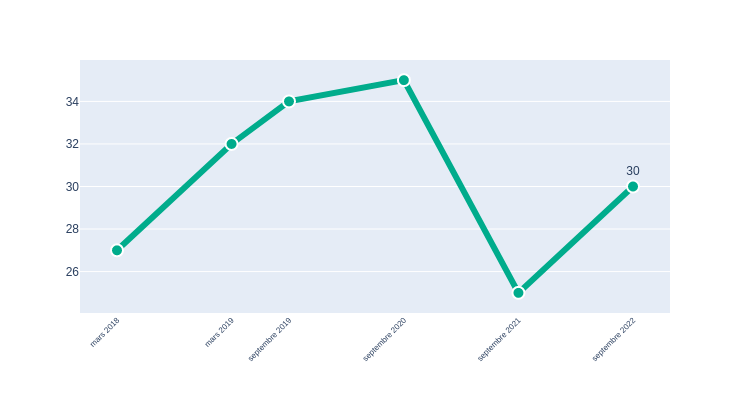 34
32
30
30
28
26
mars 2018
mars 2019
septembre 2019
septembre 2020
septembre 2021
septembre 2022